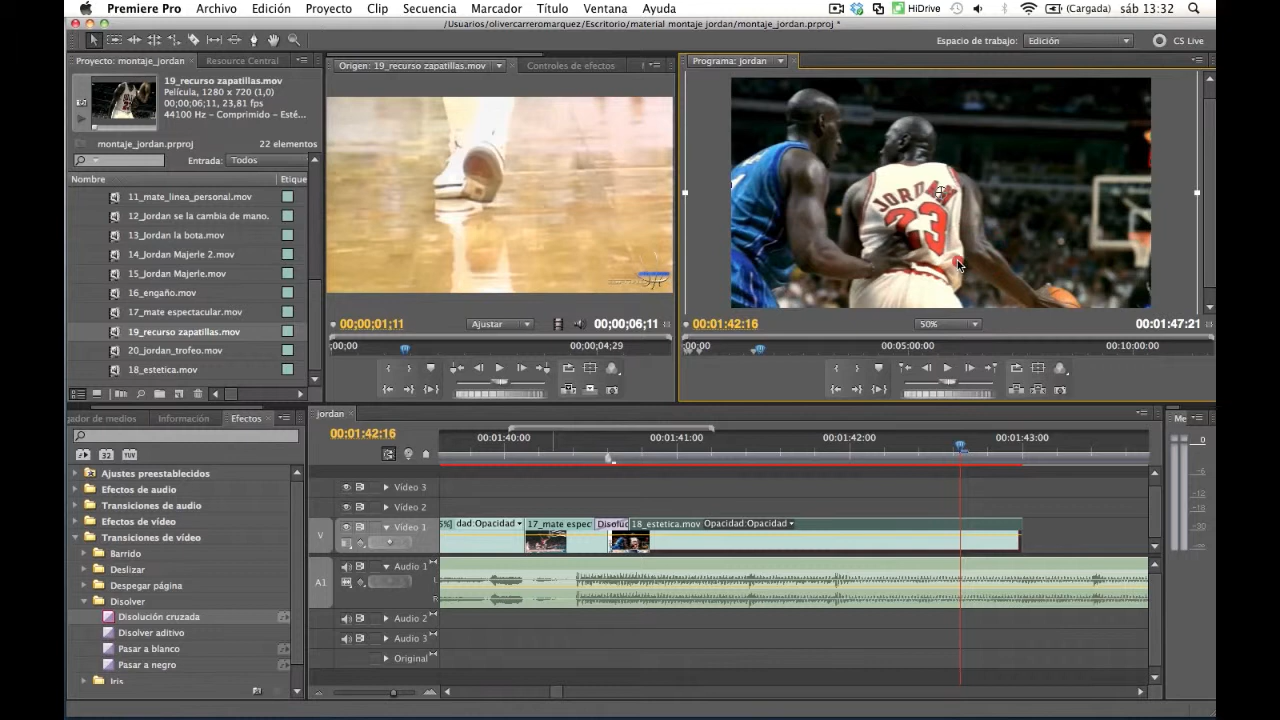 Premiere Pro Archivo Edición Proyecto Clip Secuencia Marcador Título Ventana Ayuda HiDrive (Cargada) sáb 13:32
/Usuarios/olivercarreromarquez/Escritorio/material montaje jordan/montaje_jordan.prproj *
Espacio de trabajo: Edición CS Live
Proyecto: montaje_jordan Resource Central
19_recurso zapatillas.mov
Película, 1280 x 720 (1,0)
00;00;06;11, 23,81 fps
44100 Hz - Comprimido - Esté...
montaje_jordan.prproj 22 elementos
Entrada: Todos
Nombre Etique
11_mate_linea_personal.mov
12_Jordan se la cambia de mano.
13_Jordan la bota.mov
14_Jordan Majerle 2.mov
15_Jordan Majerle.mov
16_engaño.mov
17_mate espectacular.mov
19_recurso zapatillas.mov
20_jordan_trofeo.mov
18_estetica.mov
Origen: 19_recurso zapatillas.mov Controles de efectos
00;00;01;11 Ajustar 00;00;06;11
;00;00 00;00;04;29
Programa: jordan
JORDAN
23
00:01:42:16 50% 00:01:47:21
:00:00 00:05:00:00 00:10:00:00
gador de medios Información Efectos
32 YUV
Ajustes preestablecidos
Efectos de audio
Transiciones de audio
Efectos de vídeo
Transiciones de vídeo
Barrido
Deslizar
Despegar página
Disolver
Disolución cruzada
Disolver aditivo
Pasar a blanco
Pasar a negro
Iris
jordan
00:01:42:16 00:01:40:00 00:01:41:00 00:01:42:00 00:01:43:00
Vídeo 3
Vídeo 2
V Vídeo 1 dad:Opacidad 17_mate espec Disoluc 18_estetica.mov Opacidad:Opacidad
A1 Audio 1 L R
Audio 2
Audio 3
Original
Me
0
-6
-12
-18
-30